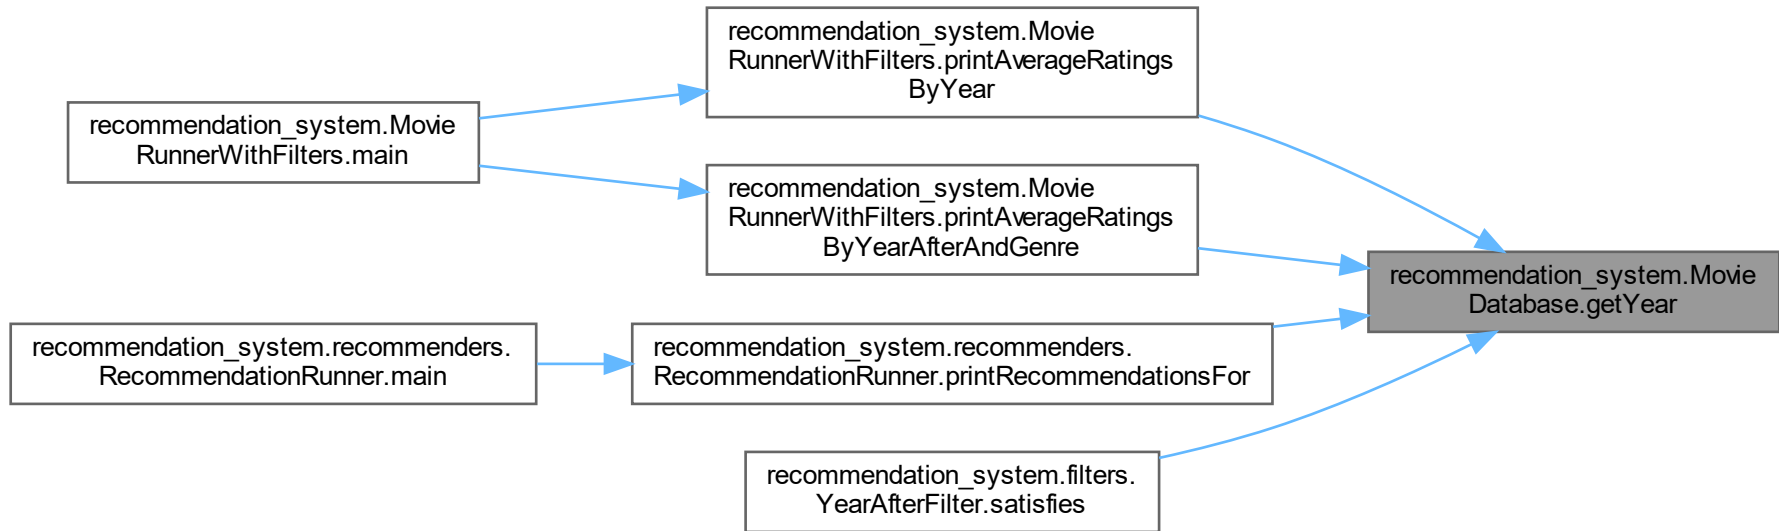 recommendation_system.Movie
RunnerWithFilters.printAverageRatings
ByYear
recommendation_system.Movie
RunnerWithFilters.main
recommendation_system.Movie
RunnerWithFilters.printAverageRatings
ByYearAfterAndGenre
recommendation_system.Movie
Database.getYear
recommendation_system.recommenders.
RecommendationRunner.main
recommendation_system.recommenders.
RecommendationRunner.printRecommendationsFor
recommendation_system.filters.
YearAfterFilter.satisfies